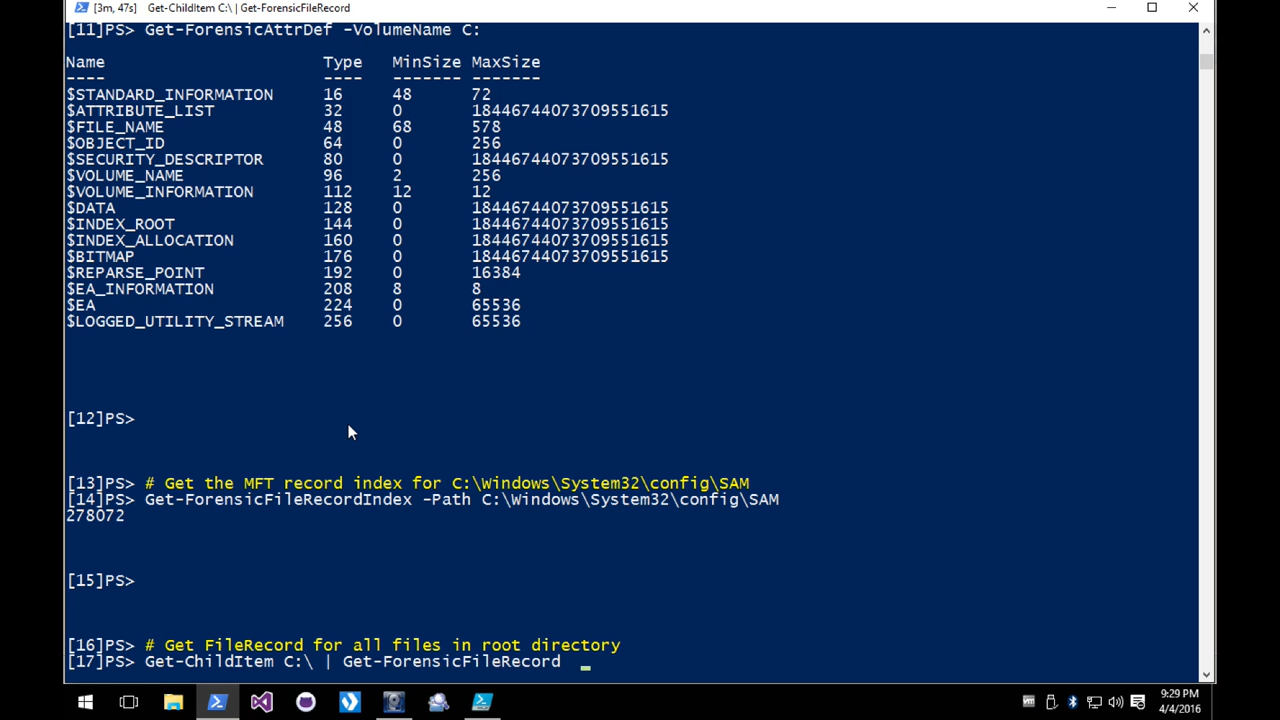 [3m, 47s] Get-ChildItem C:\ | Get-ForensicFileRecord
[11]PS> Get-ForensicAttrDef -VolumeName C:
Name Type MinSize MaxSize
---- ---- ------- -------
$STANDARD_INFORMATION 16 48 72
$ATTRIBUTE_LIST 32 0 18446744073709551615
$FILE_NAME 48 68 578
$OBJECT_ID 64 0 256
$SECURITY_DESCRIPTOR 80 0 18446744073709551615
$VOLUME_NAME 96 2 256
$VOLUME_INFORMATION 112 12 12
$DATA 128 0 18446744073709551615
$INDEX_ROOT 144 0 18446744073709551615
$INDEX_ALLOCATION 160 0 18446744073709551615
$BITMAP 176 0 18446744073709551615
$REPARSE_POINT 192 0 16384
$EA_INFORMATION 208 8 8
$EA 224 0 65536
$LOGGED_UTILITY_STREAM 256 0 65536
[12]PS>
[13]PS> # Get the MFT record index for C:\Windows\System32\config\SAM
[14]PS> Get-ForensicFileRecordIndex -Path C:\Windows\System32\config\SAM
278072
[15]PS>
[16]PS> # Get FileRecord for all files in root directory
[17]PS> Get-ChildItem C:\ | Get-ForensicFileRecord
vm
9:29 PM
4/4/2016